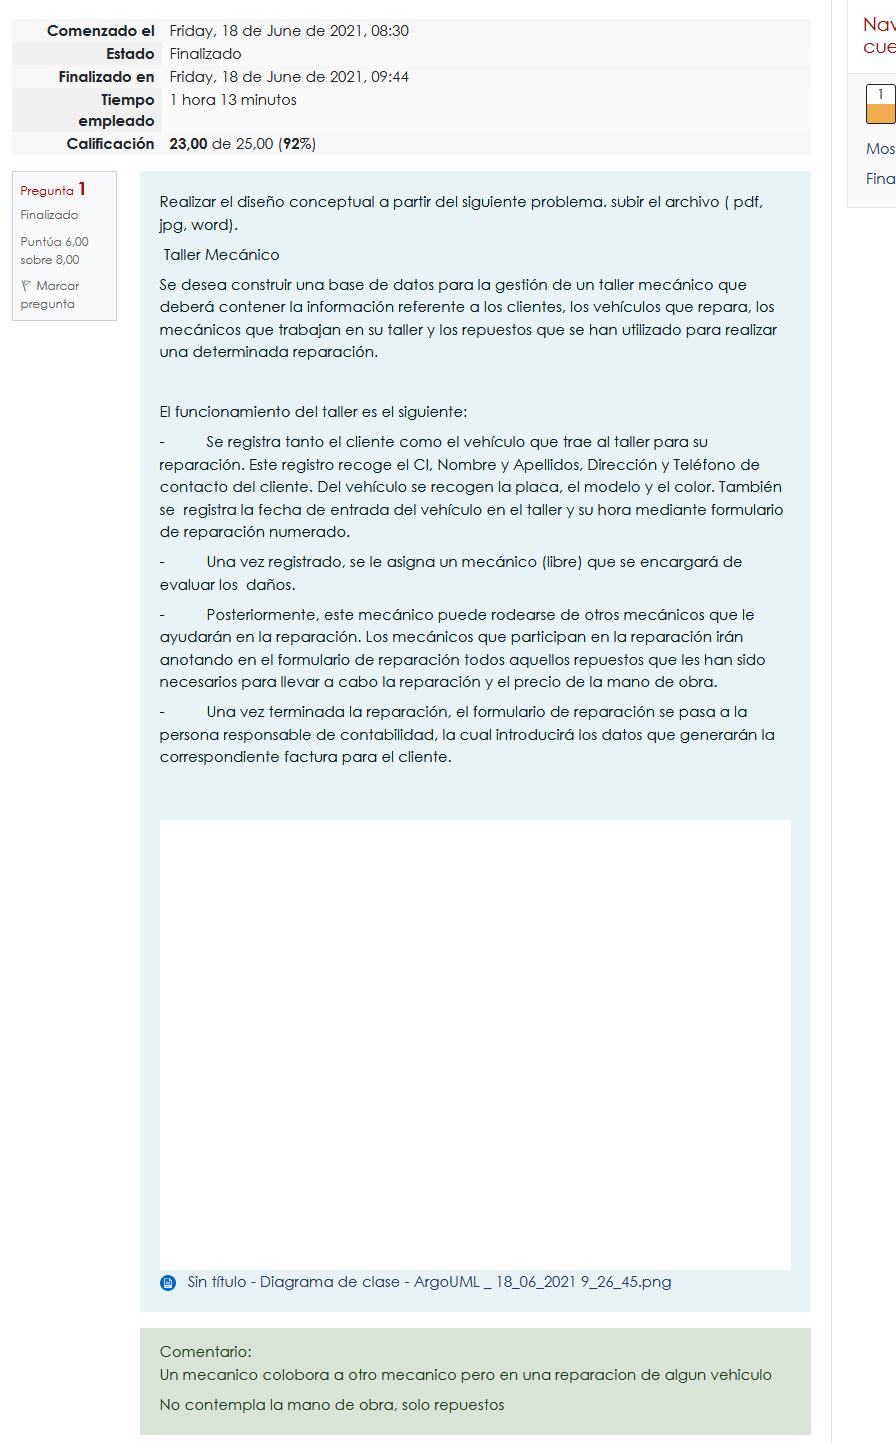 Comenzado el Friday, 18 de June de 2021, 08:30
Estado Finalizado
Finalizado en Friday, 18 de June de 2021, 09:44
Tiempo empleado 1 hora 13 minutos
Calificación 23,00 de 25,00 (92%)
Pregunta 1
Finalizado
Puntúa 6,00
sobre 8,00
Marcar
pregunta
Realizar el diseño conceptual a partir del siguiente problema. subir el archivo ( pdf,
jpg, word).
Taller Mecánico
Se desea construir una base de datos para la gestión de un taller mecánico que
deberá contener la información referente a los clientes, los vehículos que repara, los
mecánicos que trabajan en su taller y los repuestos que se han utilizado para realizar
una determinada reparación.
El funcionamiento del taller es el siguiente:
- Se registra tanto el cliente como el vehículo que trae al taller para su
reparación. Este registro recoge el CI, Nombre y Apellidos, Dirección y Teléfono de
contacto del cliente. Del vehículo se recogen la placa, el modelo y el color. También
se registra la fecha de entrada del vehículo en el taller y su hora mediante formulario
de reparación numerado.
- Una vez registrado, se le asigna un mecánico (libre) que se encargará de
evaluar los daños.
- Posteriormente, este mecánico puede rodearse de otros mecánicos que le
ayudarán en la reparación. Los mecánicos que participan en la reparación irán
anotando en el formulario de reparación todos aquellos repuestos que les han sido
necesarios para llevar a cabo la reparación y el precio de la mano de obra.
- Una vez terminada la reparación, el formulario de reparación se pasa a la
persona responsable de contabilidad, la cual introducirá los datos que generarán la
correspondiente factura para el cliente.
Sin título - Diagrama de clase - ArgoUML _ 18_06_2021 9_26_45.png
Comentario:
Un mecanico colobora a otro mecanico pero en una reparacion de algun vehiculo
No contempla la mano de obra, solo repuestos
Nav
cue
1
Mos
Fina